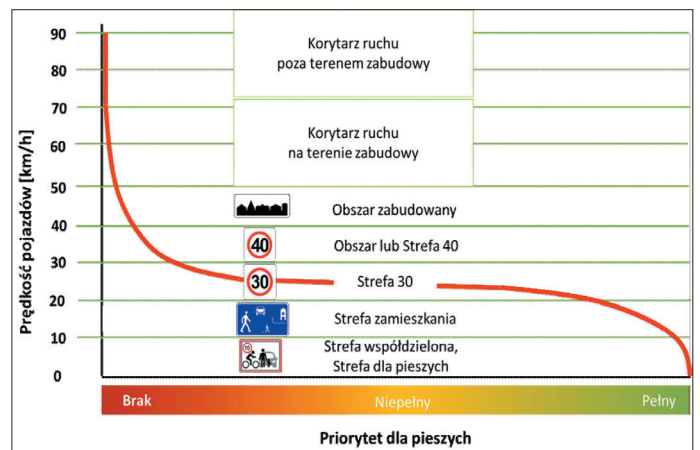 Prędkość pojazdów [km/h]
90
80
70
60
50
40
30
20
10
0
Korytarz ruchu
poza terenem zabudowy
Korytarz ruchu
na terenie zabudowy
Obszar zabudowany
40
Obszar lub Strefa 40
30
Strefa 30
Strefa zamieszkania
10
Strefa współdzielona,
Strefa dla pieszych
Brak
Niepełny
Pełny
Priorytet dla pieszych